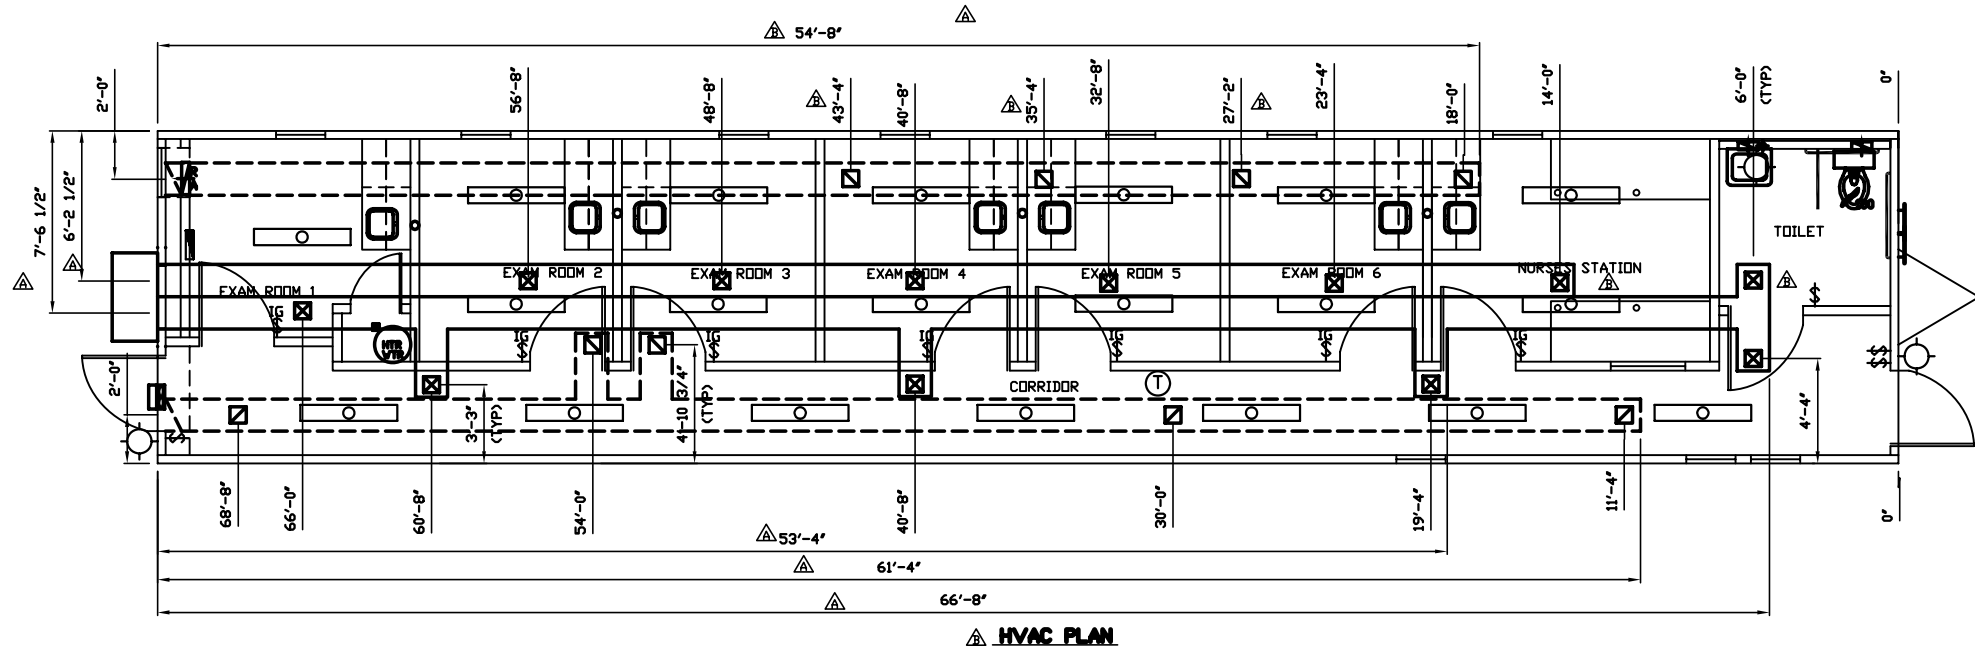 A
B 54'-8"
2'-0"
56'-8"
48'-8"
B
43'-4"
40'-8"
B
35'-4"
32'-8"
27'-2"
B
23'-4"
18'-0"
14'-0"
6'-0"
(TYP)
0"
7'-6 1/2"
6'-2 1/2"
A
A
TOILET
EXAM ROOM 1
EXAM ROOM 2
EXAM ROOM 3
EXAM ROOM 4
EXAM ROOM 5
EXAM ROOM 6
NURSES STATION
B
B
IG
IG
IG
IG
IG
IG
IG
HTR
WTR
2'-0"
CORRIDOR
T
3'-3"
(TYP)
4'-10 3/4"
(TYP)
4'-4"
68'-8"
66'-0"
60'-8"
54'-0"
40'-8"
30'-0"
19'-4"
11'-4"
0"
A 53'-4"
A 61'-4"
A 66'-8"
B HVAC PLAN